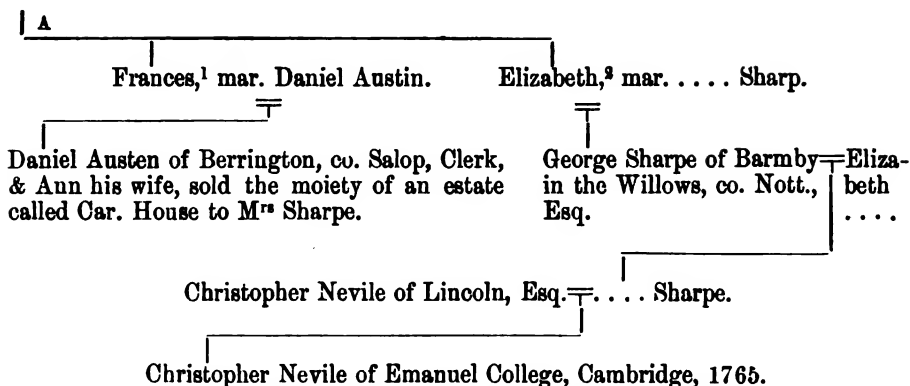 A
Frances,¹ mar. Daniel Austin.
Elizabeth,² mar. . . . . . Sharp.
Daniel Austen of Berrington, co. Salop, Clerk,
& Ann his wife, sold the moiety of an estate
called Car. House to Mʳˢ Sharpe.
George Sharpe of Barmby
in the Willows, co. Nott.,
Esq.
Eliza-
beth
. . . .
Christopher Nevile of Lincoln, Esq. . . . . Sharpe.
Christopher Nevile of Emanuel College, Cambridge, 1765.